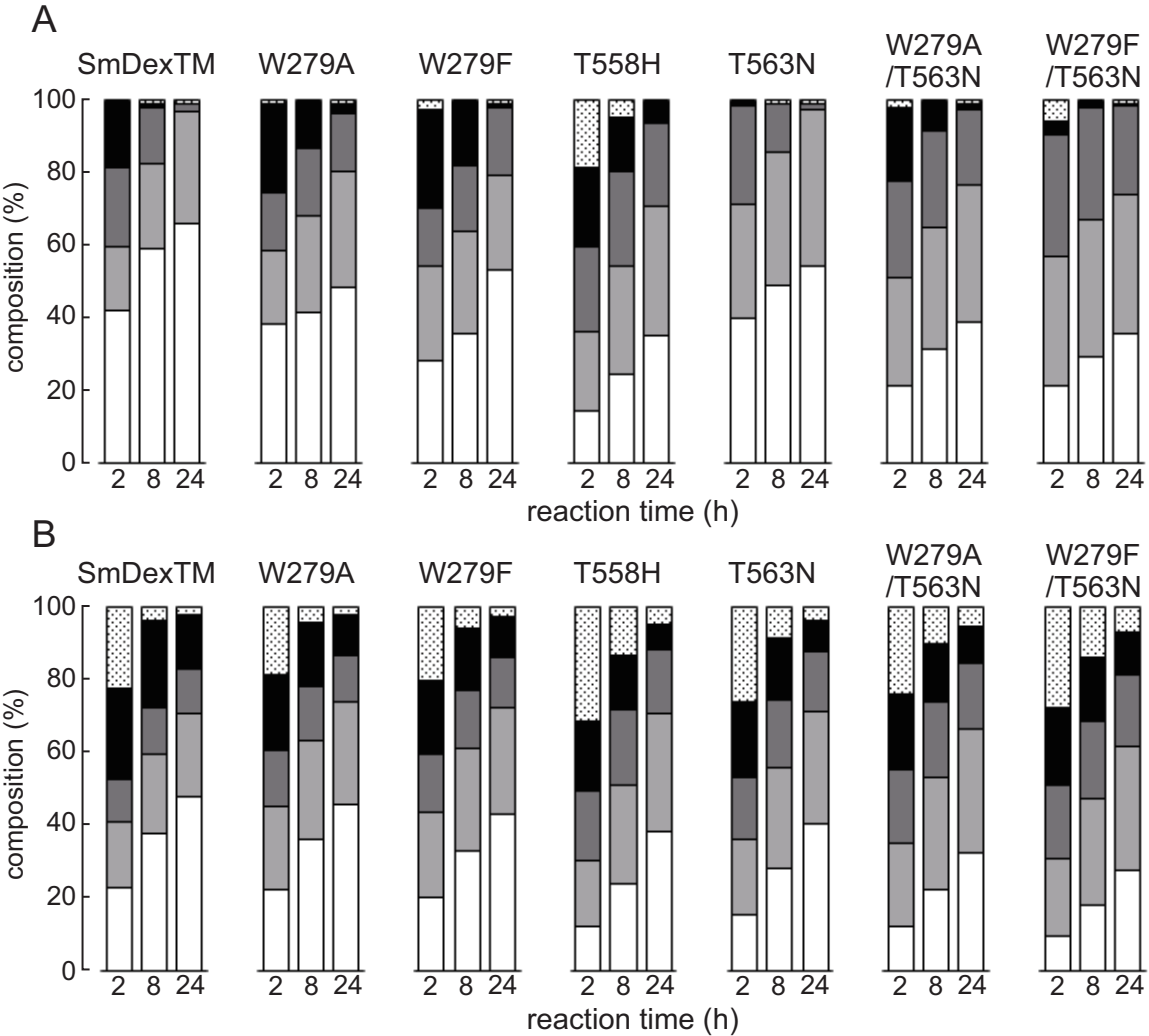 A
SmDexTM W279A W279F T558H T563N W279A /T563N W279F /T563N
composition (%)
100
80
60
40
20
0
2 8 24 2 8 24 2 8 24 2 8 24 2 8 24 2 8 24 2 8 24
reaction time (h)
B
SmDexTM W279A W279F T558H T563N W279A /T563N W279F /T563N
composition (%)
100
80
60
40
20
0
2 8 24 2 8 24 2 8 24 2 8 24 2 8 24 2 8 24 2 8 24
reaction time (h)